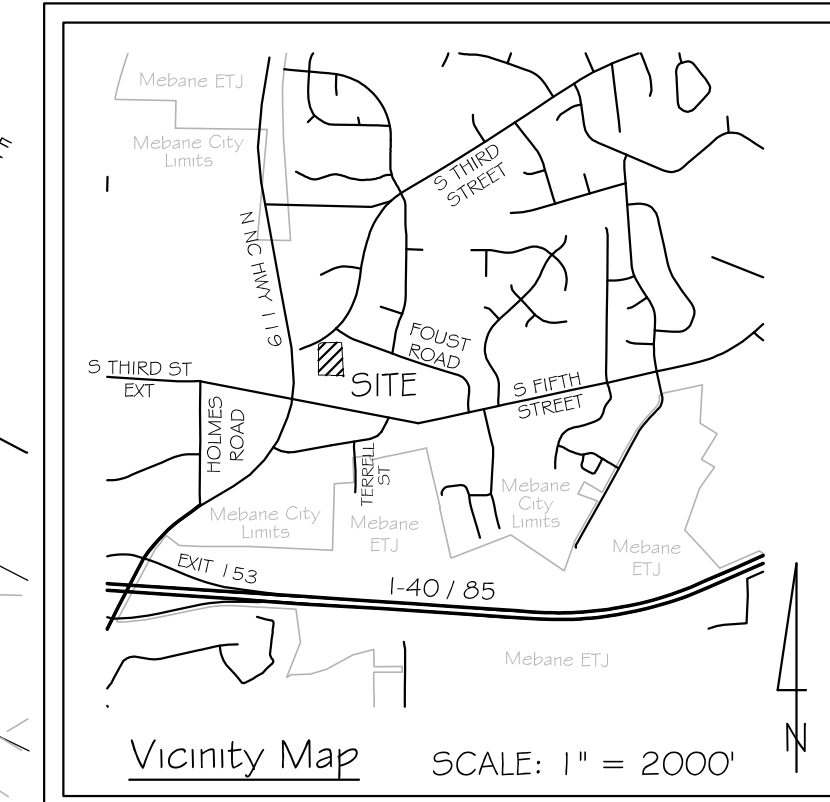 Mebane ETJ
Mebane City
Limits
S THIRD
STREET
N NC HWY 119
FOUST
ROAD
S THIRD ST
EXT
SITE
S FIFTH
STREET
HOLMES
ROAD
TERRELL
ST
Mebane City
Limits
Mebane
ETJ
Mebane
City
Limits
Mebane
ETJ
EXIT 153
I-40 / 85
Mebane ETJ
Vicinity Map
SCALE: 1" = 2000'
N